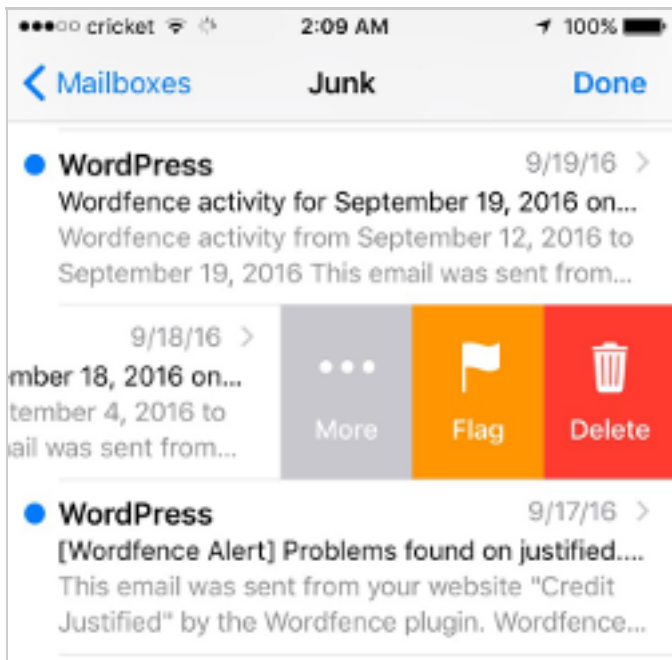 cricket 2:09 AM 100%
Mailboxes Junk Done
WordPress 9/19/16
Wordfence activity for September 19, 2016 on...
Wordfence activity from September 12, 2016 to
September 19, 2016 This email was sent from...
9/18/16
mber 18, 2016 on...
tember 4, 2016 to
ail was sent from...
More Flag Delete
WordPress 9/17/16
[Wordfence Alert] Problems found on justified....
This email was sent from your website "Credit
Justified" by the Wordfence plugin. Wordfence...